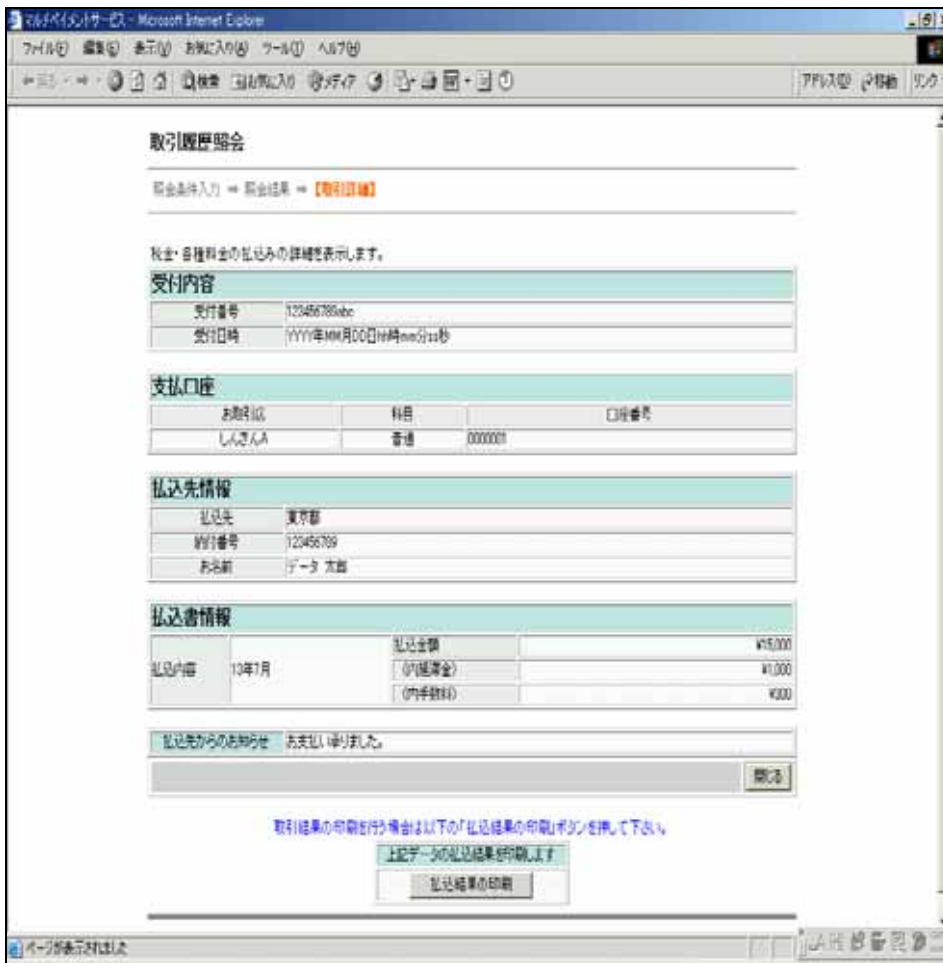 マルチペイメントサービス - Microsoft Internet Explorer
ファイル(F) 編集(E) 表示(V) お気に入り(A) ツール(T) ヘルプ(H)
戻る 検索 お気に入り メディア アドレス(D) 移動 リンク
取引履歴照会
照会条件入力 ⇒ 照会結果 ⇒ 【取引詳細】
税金・各種料金の払込みの詳細を表示します。
受付内容
受付番号 123456789abc
受付日時 YYYY年MM月DD日hh時mm分ss秒
支払口座
お取引店 科目 口座番号
しんきんA 普通 0000001
払込先情報
払込先 東京都
納付番号 123456789
お名前 データ 太郎
払込書情報
払込内容 13年7月
払込金額 ¥15,000
(内延滞金) ¥1,000
(内手数料) ¥300
払込先からのお知らせ お支払い承りました。
閉じる
取引結果の印刷を行う場合は以下の「払込結果の印刷」ボタンを押して下さい。
上記データの払込結果を印刷します
払込結果の印刷
ページが表示されました